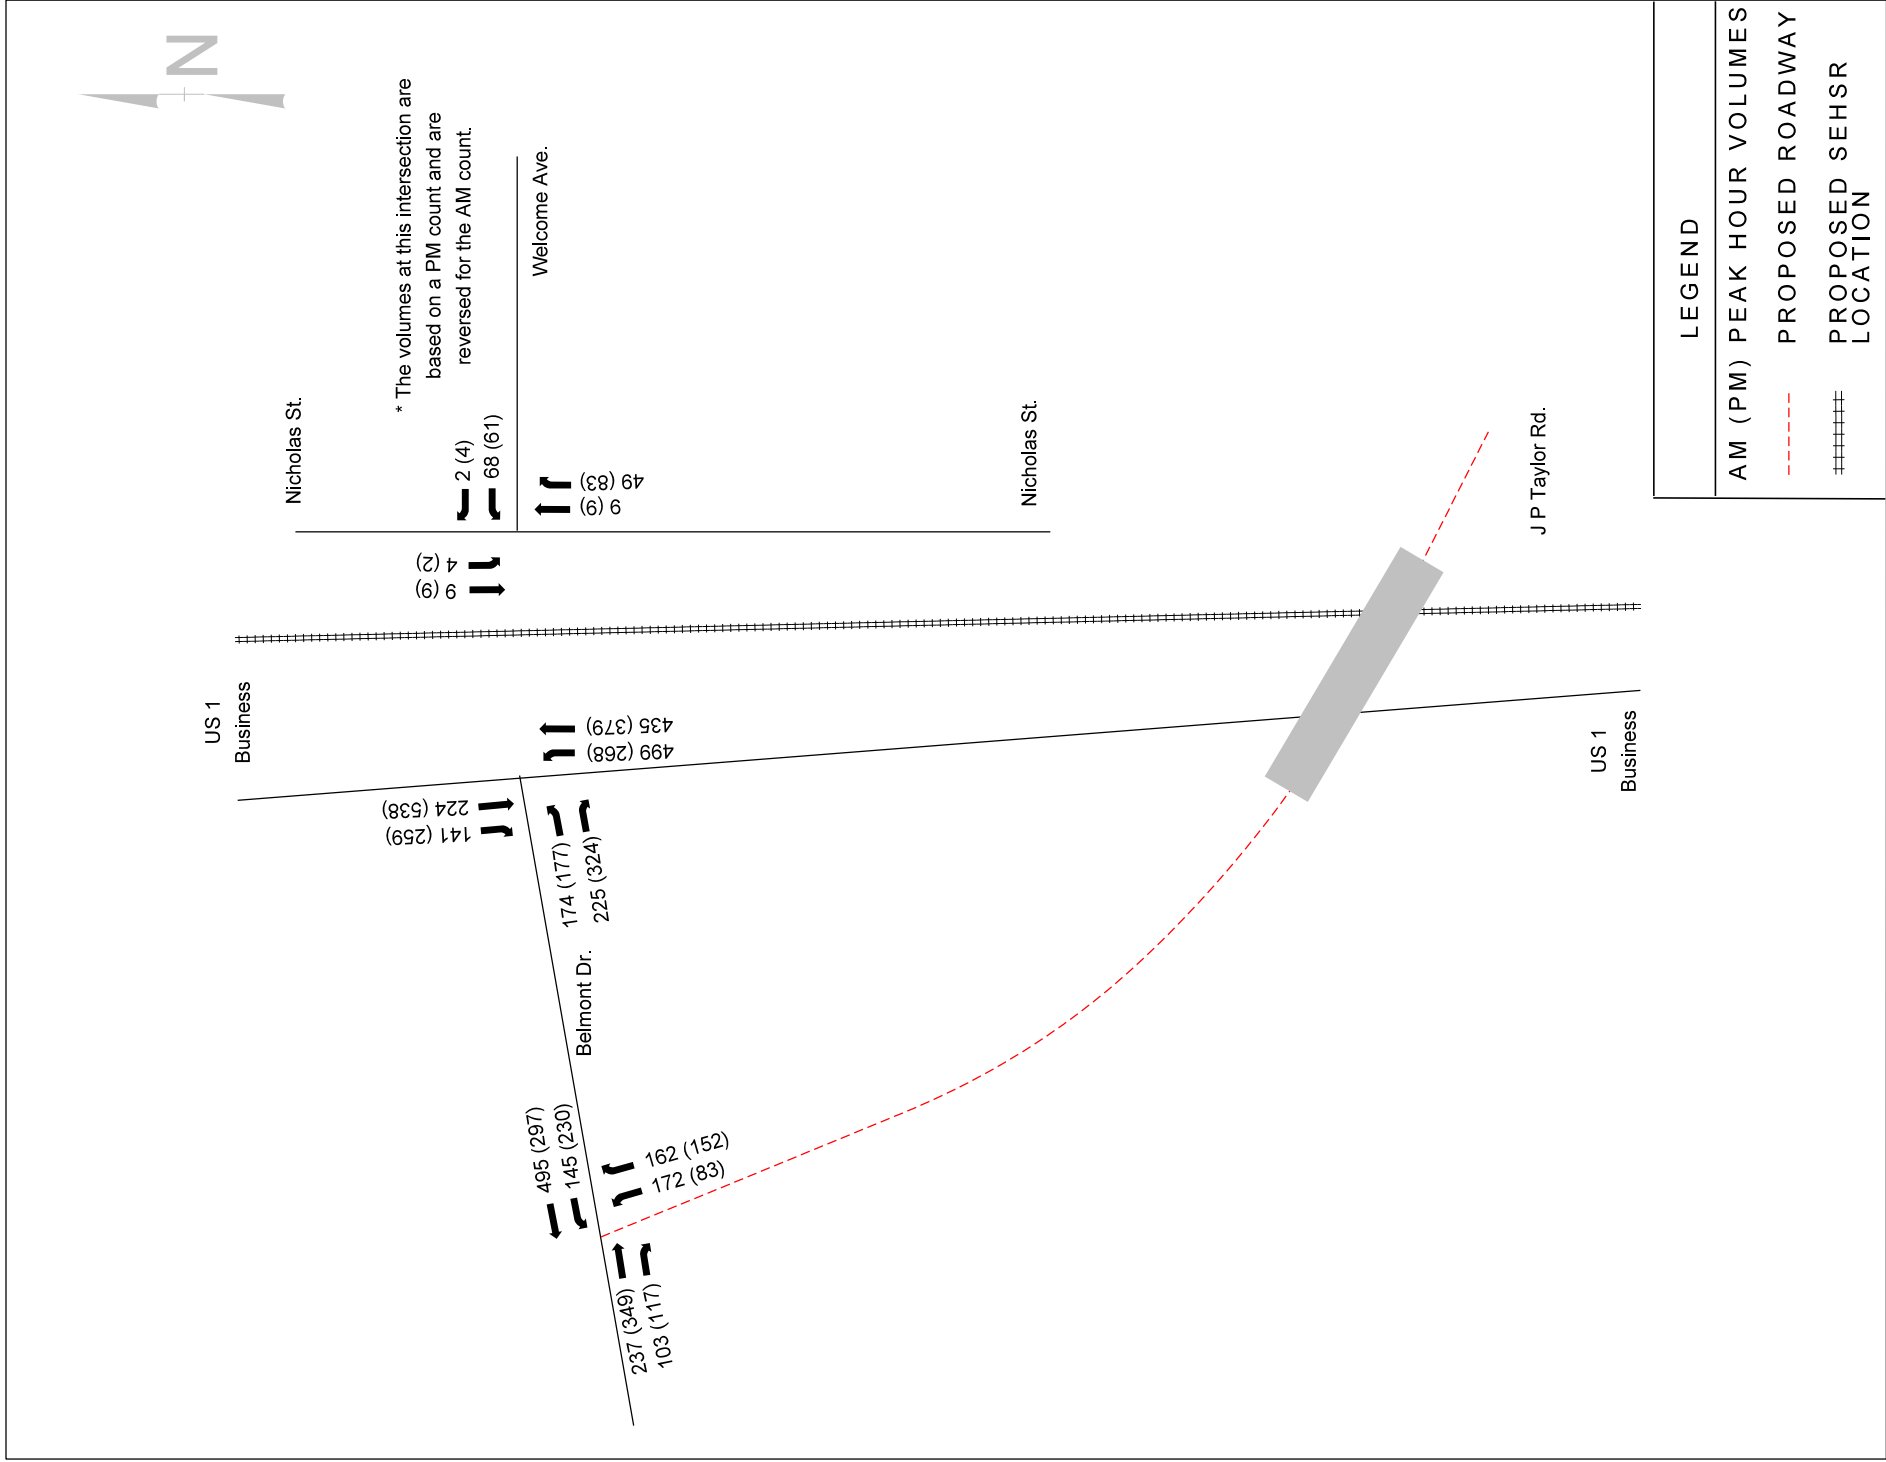 N
US 1
Business
Nicholas St.
* The volumes at this intersection are
based on a PM count and are
reversed for the AM count.
141 (259)
224 (538)
9 (9)
4 (2)
2 (4)
68 (61)
Welcome Ave.
495 (297)
145 (230)
Belmont Dr.
174 (177)
225 (324)
499 (268)
435 (379)
9 (9)
49 (83)
237 (349)
103 (117)
162 (152)
172 (83)
Nicholas St.
J P Taylor Rd.
US 1
Business
LEGEND
AM (PM) PEAK HOUR VOLUMES
PROPOSED ROADWAY
PROPOSED SEHSR
LOCATION